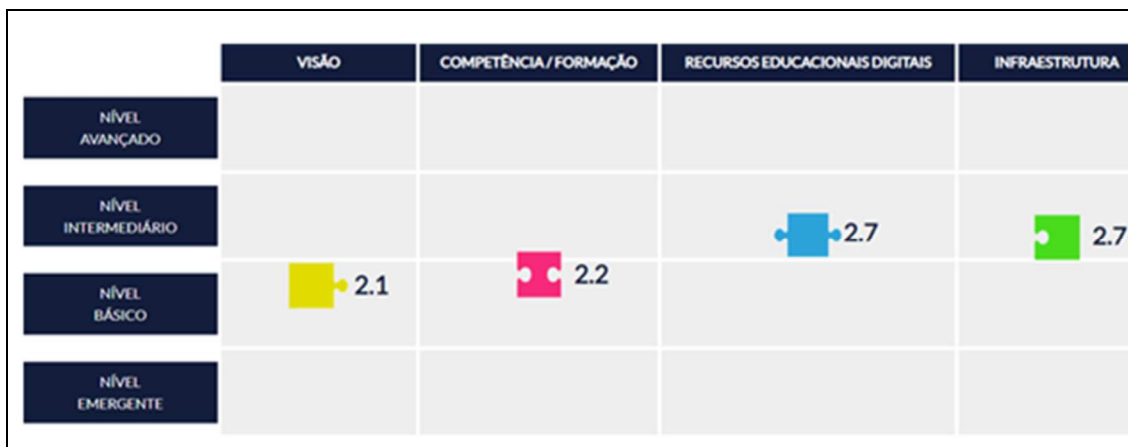 VISÃO
COMPETÊNCIA / FORMAÇÃO
RECURSOS EDUCACIONAIS DIGITAIS
INFRAESTRUTURA
NÍVEL
AVANÇADO
NÍVEL
INTERMEDIÁRIO
2.7
2.7
2.2
2.1
NÍVEL
BÁSICO
NÍVEL
EMERGENTE